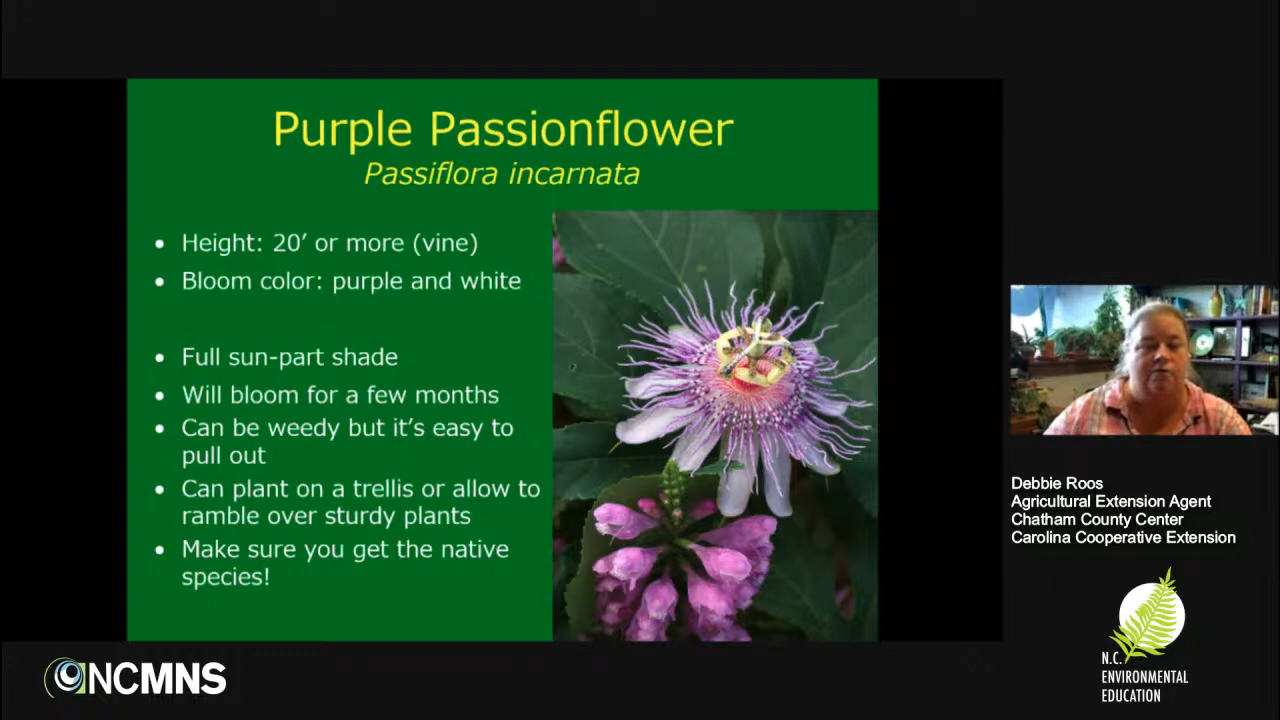 Purple Passionflower
Passiflora incarnata
• Height: 20’ or more (vine)
• Bloom color: purple and white
• Full sun-part shade
• Will bloom for a few months
• Can be weedy but it’s easy to
pull out
• Can plant on a trellis or allow to
ramble over sturdy plants
• Make sure you get the native
species!
Debbie Roos
Agricultural Extension Agent
Chatham County Center
Carolina Cooperative Extension
NCMNS
N.C.
ENVIRONMENTAL
EDUCATION